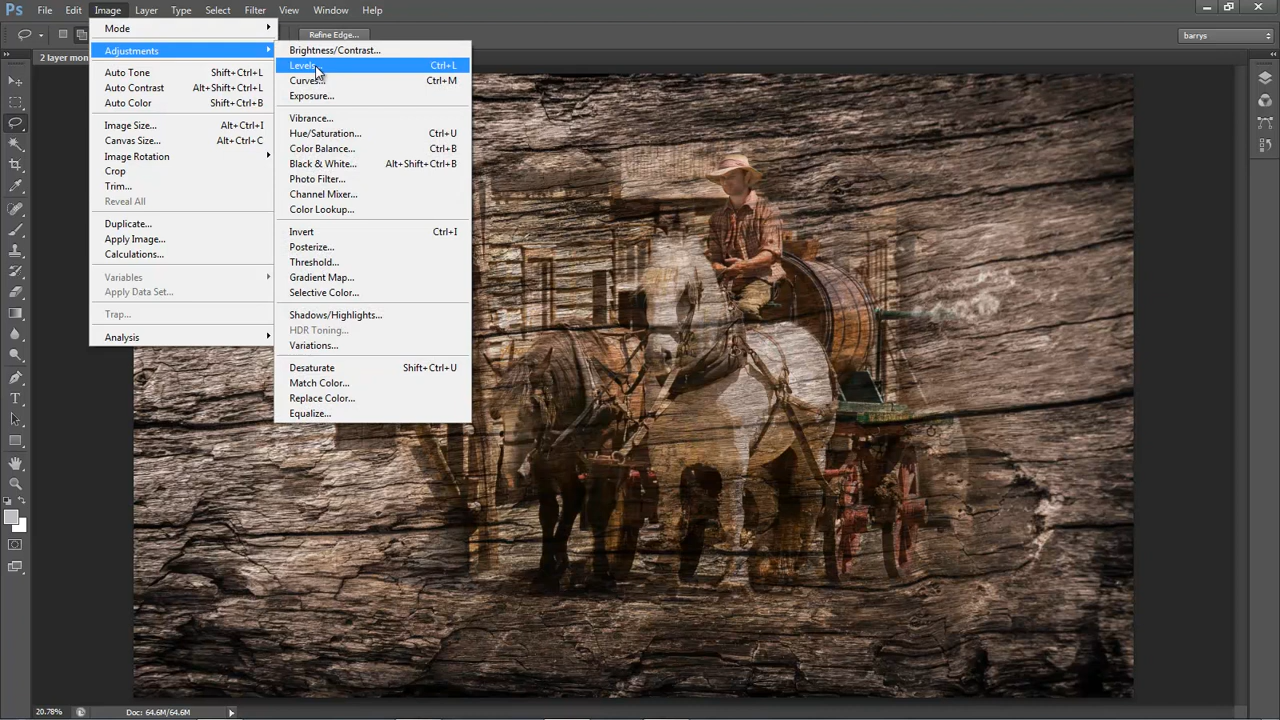 Ps File Edit Image Layer Type Select Filter View Window Help
Refine Edge... barrys
2 layer mon
Mode
Adjustments
Auto Tone Shift+Ctrl+L
Auto Contrast Alt+Shift+Ctrl+L
Auto Color Shift+Ctrl+B
Image Size... Alt+Ctrl+I
Canvas Size... Alt+Ctrl+C
Image Rotation
Crop
Trim...
Reveal All
Duplicate...
Apply Image...
Calculations...
Variables
Apply Data Set...
Trap...
Analysis
Brightness/Contrast...
Levels... Ctrl+L
Curves... Ctrl+M
Exposure...
Vibrance...
Hue/Saturation... Ctrl+U
Color Balance... Ctrl+B
Black & White... Alt+Shift+Ctrl+B
Photo Filter...
Channel Mixer...
Color Lookup...
Invert Ctrl+I
Posterize...
Threshold...
Gradient Map...
Selective Color...
Shadows/Highlights...
HDR Toning...
Variations...
Desaturate Shift+Ctrl+U
Match Color...
Replace Color...
Equalize...
T
20.78% Doc: 64.6M/64.6M